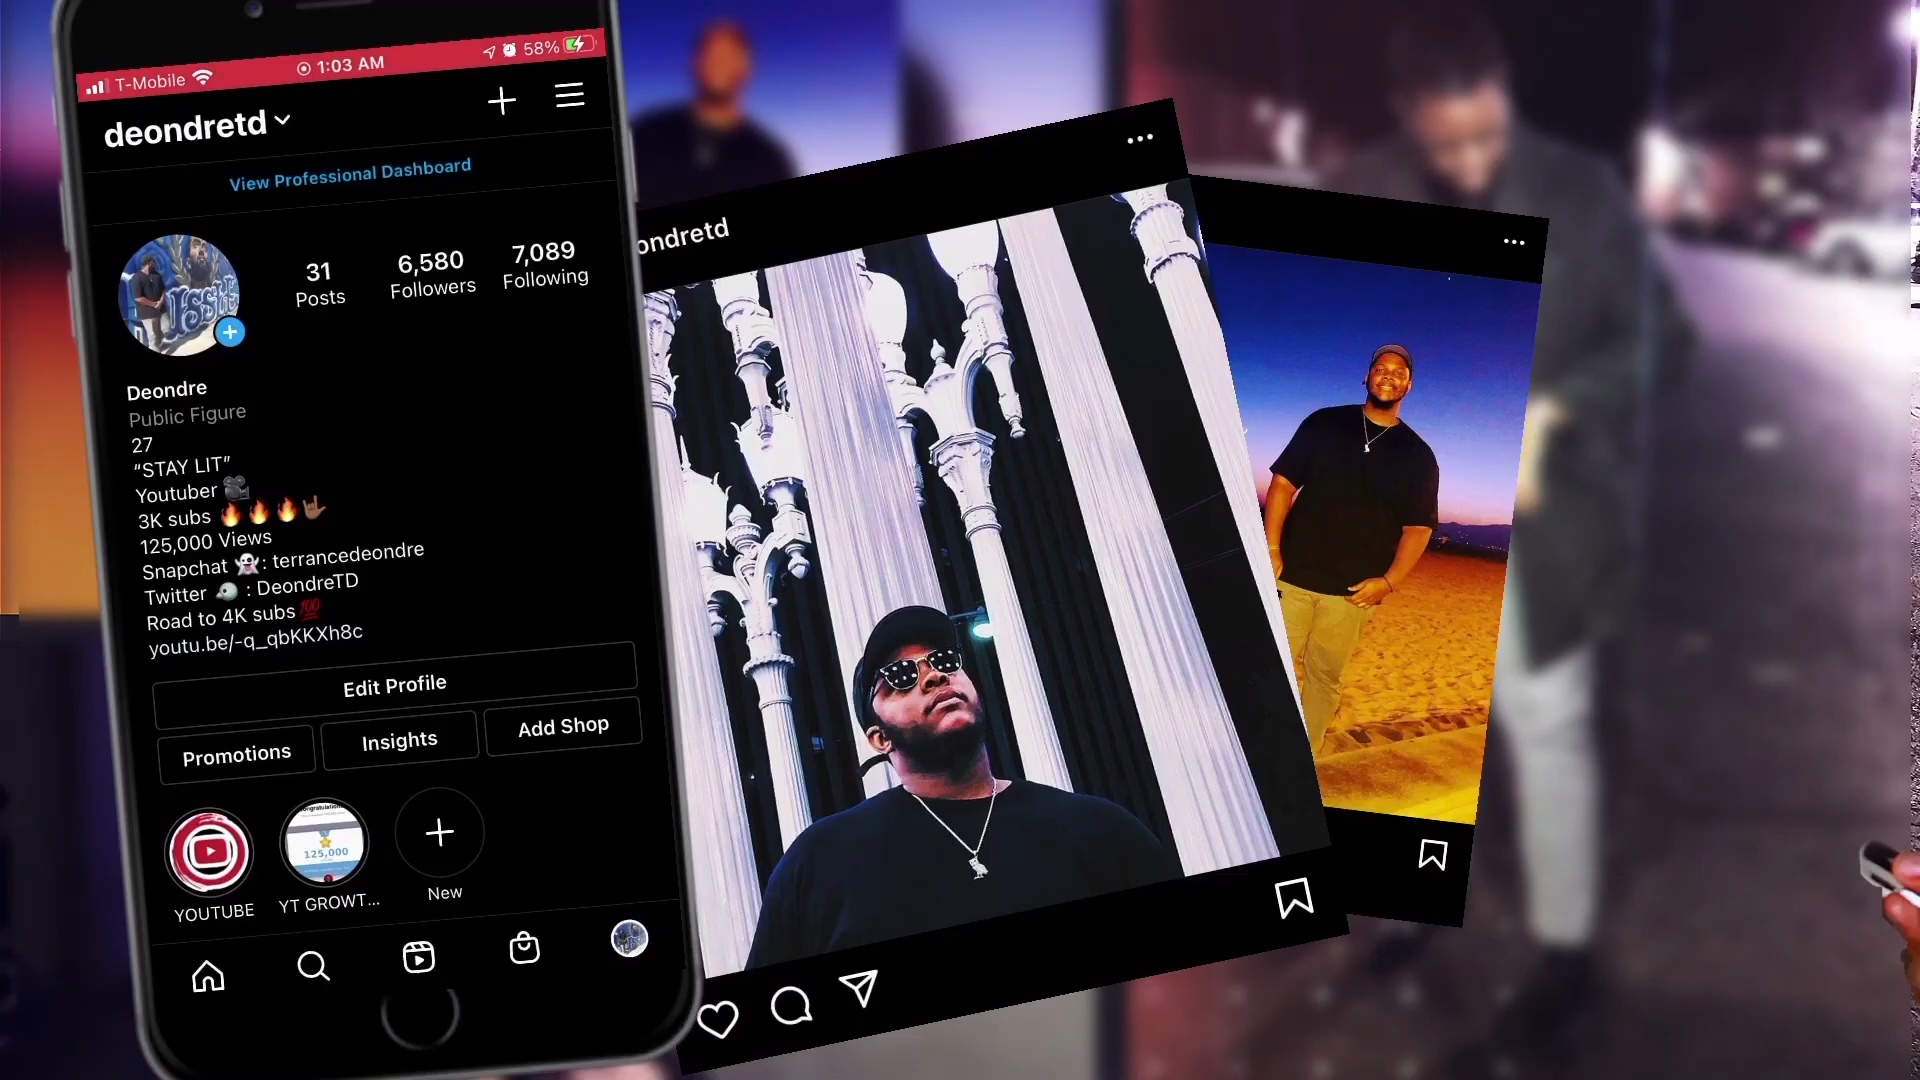 T-Mobile
1:03 AM
58%
deondretd
View Professional Dashboard
31
Posts
6,580
Followers
7,089
Following
Deondre
Public Figure
27
"STAY LIT"
Youtuber 🎥
3K subs 🔥🔥🔥🤟🏾
125,000 Views
Snapchat 👻: terrancedeondre
Twitter 🐦 : DeondreTD
Road to 4K subs💯
youtu.be/-q_qbKKXh8c
Edit Profile
Promotions
Insights
Add Shop
125,000
YOUTUBE
YT GROWT...
New
ondretd